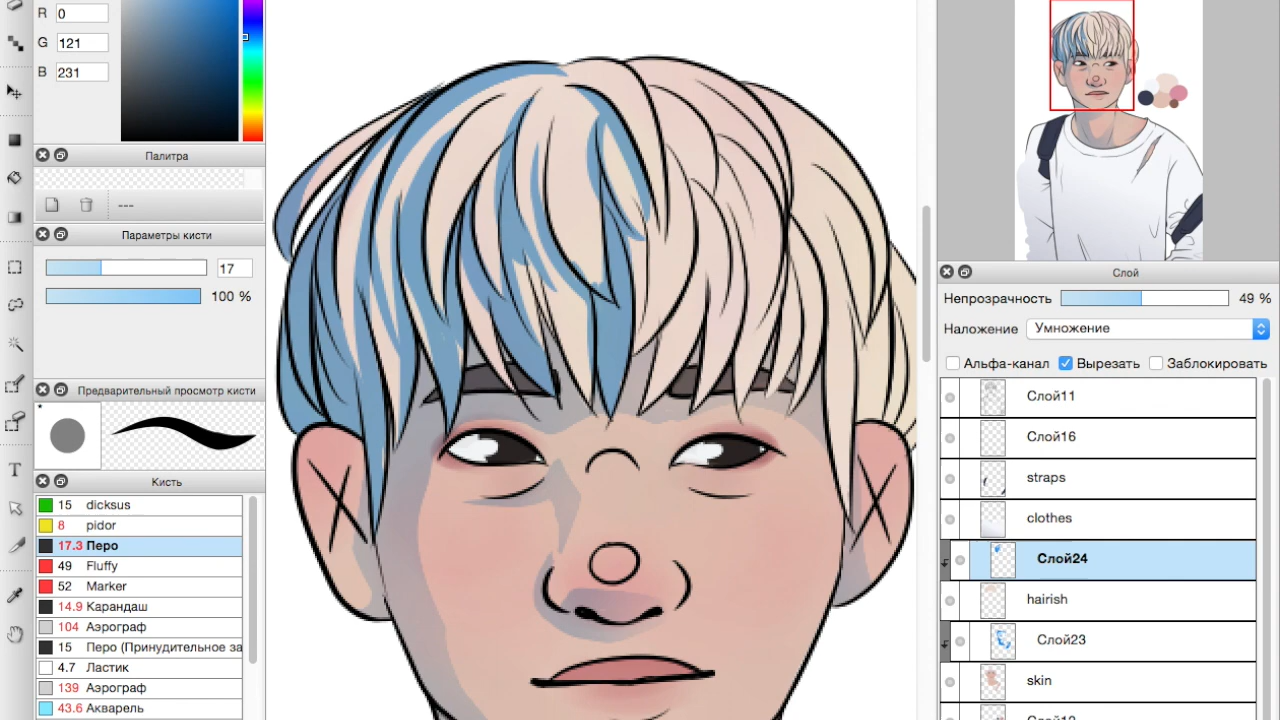 R 0
G 121
B 231
Палитра
---
Параметры кисти
17
100 %
Предварительный просмотр кисти
Кисть
15 dicksus
8 pidor
17.3 Перо
49 Fluffy
52 Marker
14.9 Карандаш
104 Аэрограф
15 Перо (Принудительное за
4.7 Ластик
139 Аэрограф
43.6 Акварель
Слой
Непрозрачность 49 %
Наложение Умножение
Альфа-канал Вырезать Заблокировать
Слой11
Слой16
straps
clothes
Слой24
hairish
Слой23
skin